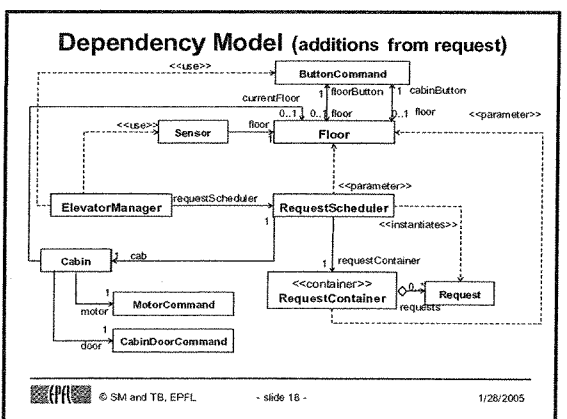 Dependency Model (additions from request)
<<use>>
ButtonCommand
1 floorButton
1 cabinButton
currentFloor
0..1
0..1 floor
0..1 floor
<<parameter>>
<<use>>
Sensor
floor
1
Floor
<<parameter>>
ElevatorManager
requestScheduler
1
RequestScheduler
<<instantiates>>
Cabin
1 cab
1 requestContainer
<<container>>
RequestContainer
0..*
requests
Request
1
motor
MotorCommand
1
door
CabinDoorCommand
EPFL © SM and TB, EPFL - slide 18 - 1/28/2005